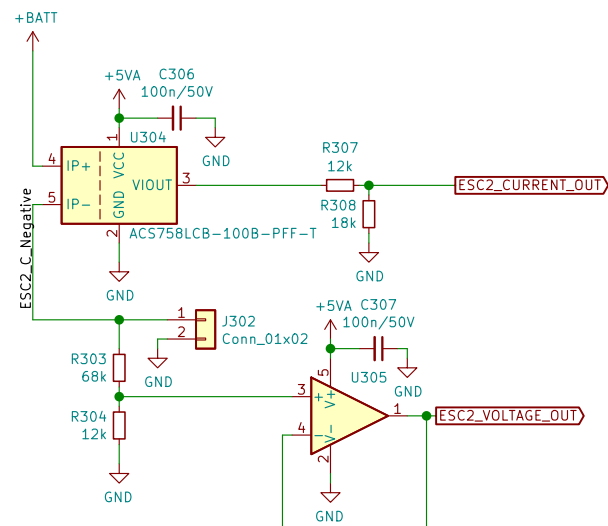 +BATT
+5VA
C306
100n/50V
U304
GND
1
VCC
4
IP+
5
IP-
VIOUT
3
GND
2
ACS758LCB-100B-PFF-T
GND
R307
12k
R308
18k
GND
ESC2_CURRENT_OUT
ESC2_C_Negative
1
2
J302
Conn_01x02
GND
R303
68k
R304
12k
GND
+5VA
C307
100n/50V
GND
U305
5
V+
3
+
4
-
V-
2
1
GND
ESC2_VOLTAGE_OUT